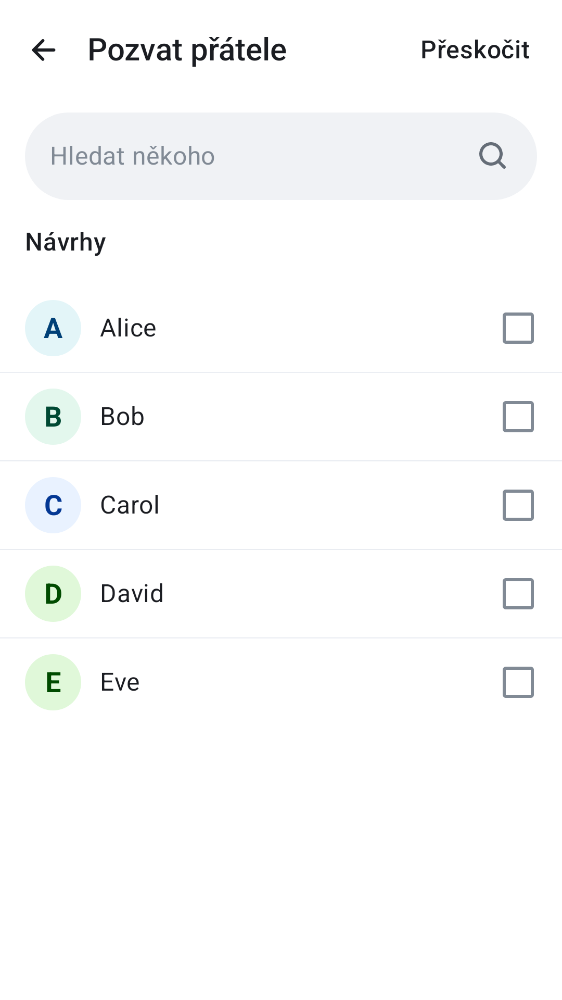 Pozvat přátele Přeskočit
Hledat někoho
Návrhy
A Alice
B Bob
C Carol
D David
E Eve